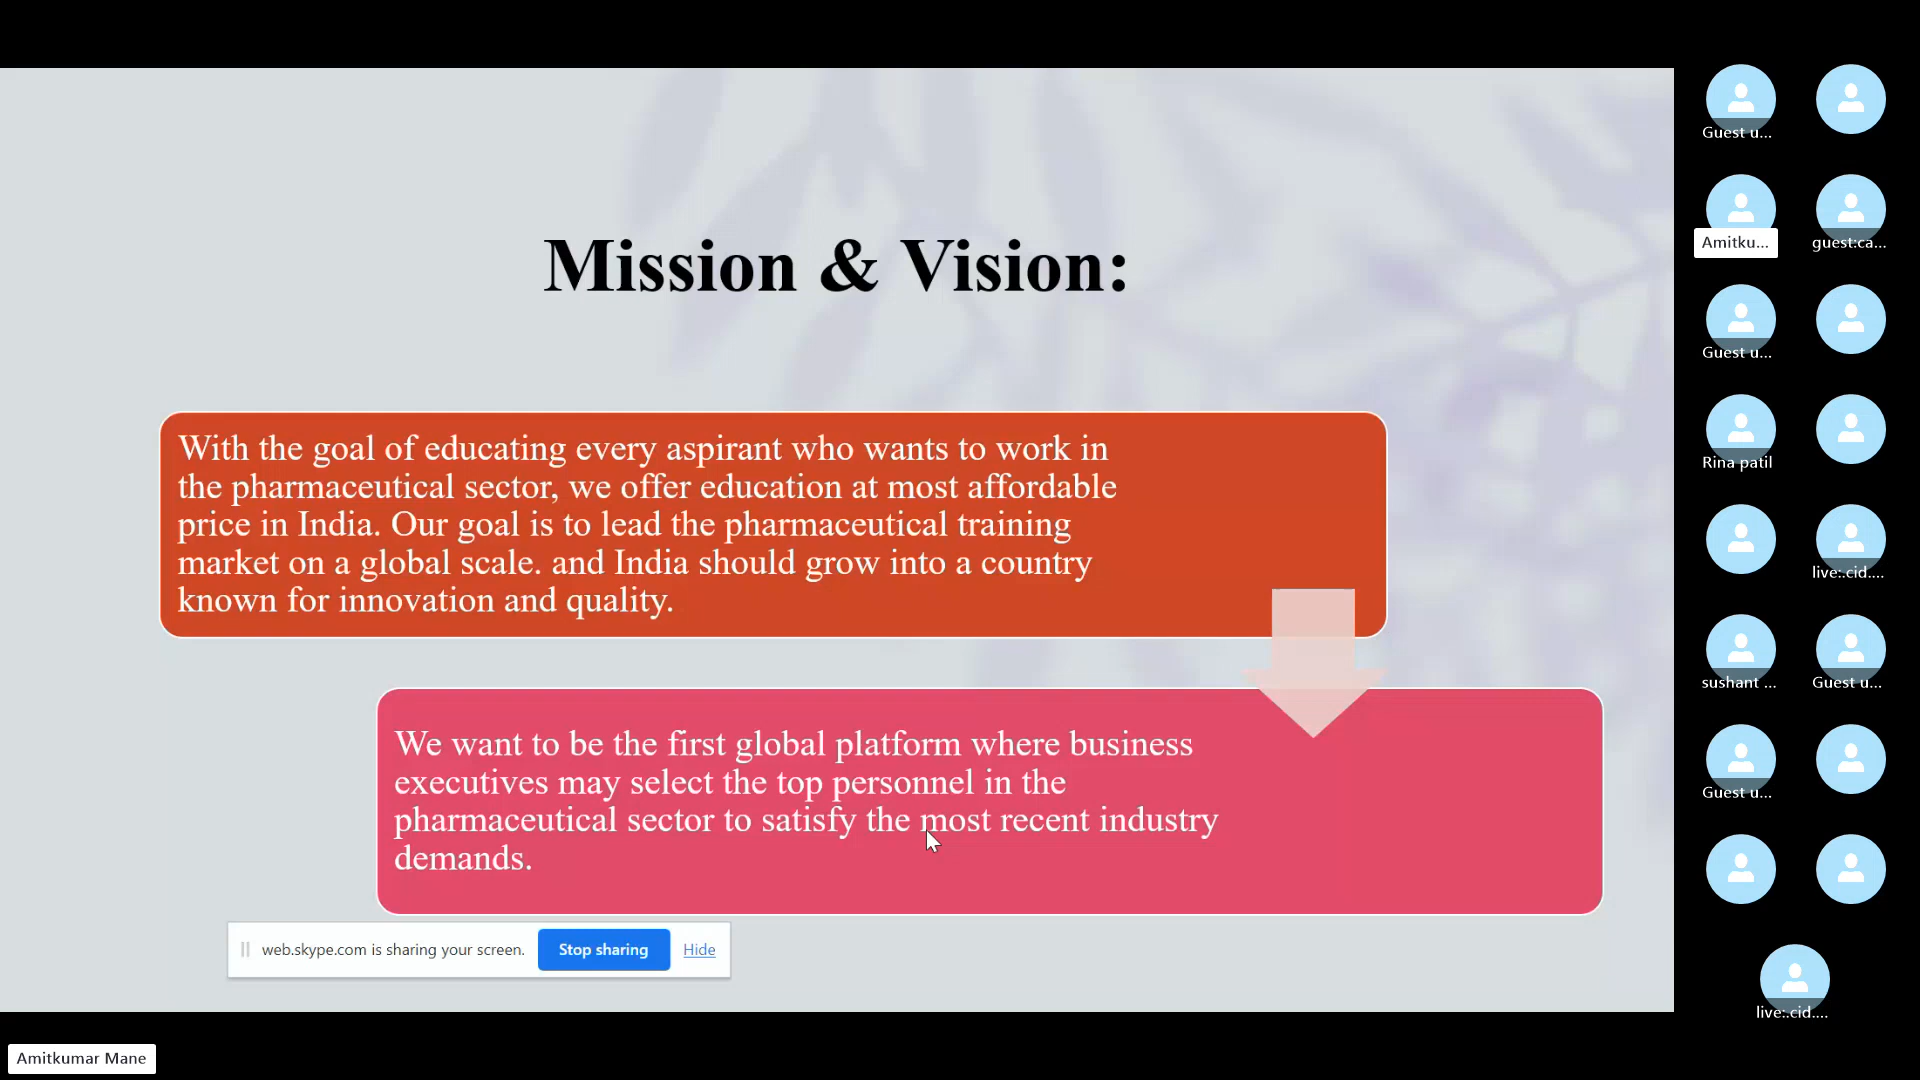 Mission & Vision:
With the goal of educating every aspirant who wants to work in
the pharmaceutical sector, we offer education at most affordable
price in India. Our goal is to lead the pharmaceutical training
market on a global scale. and India should grow into a country
known for innovation and quality.
We want to be the first global platform where business
executives may select the top personnel in the
pharmaceutical sector to satisfy the most recent industry
demands.
web.skype.com is sharing your screen. Stop sharing Hide
Amitkumar Mane
Guest u...
Amitku... guest:ca...
Guest u...
Rina patil
live:.cid....
sushant ... Guest u...
Guest u...
live:.cid....